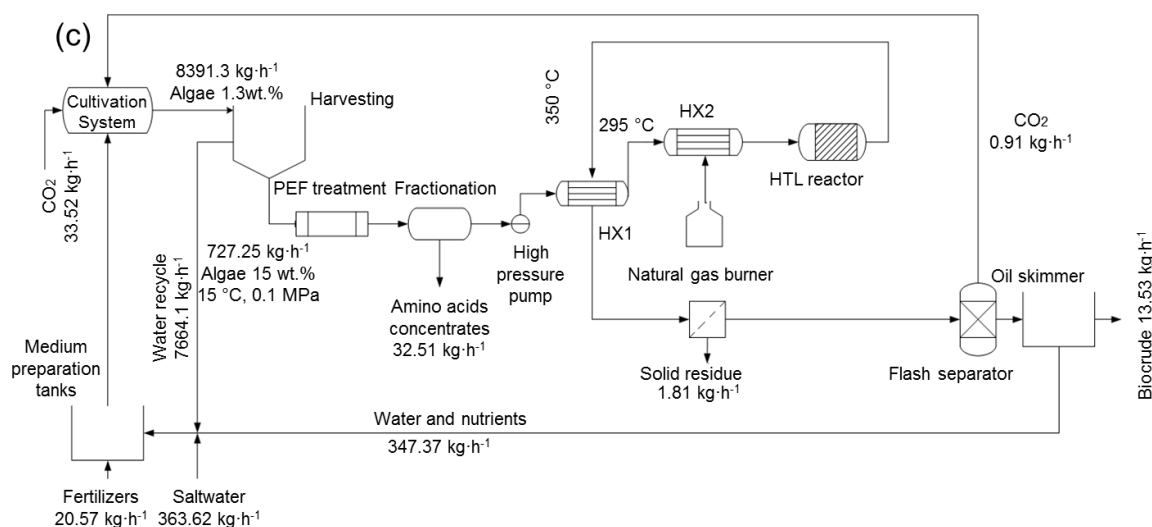 (c)
8391.3 kg·h-1
Algae 1.3wt.%
Harvesting
Cultivation
System
CO2
33.52 kg·h-1
PEF treatment
Fractionation
727.25 kg·h-1
Algae 15 wt.%
15 °C, 0.1 MPa
Water recycle
7664.1 kg·h-1
Amino acids
concentrates
32.51 kg·h-1
High
pressure
pump
350 °C
295 °C
HX2
HX1
HTL reactor
Natural gas burner
CO2
0.91 kg·h-1
Solid residue
1.81 kg·h-1
Flash separator
Oil skimmer
Biocrude 13.53 kg·h-1
Medium
preparation
tanks
Water and nutrients
347.37 kg·h-1
Fertilizers
20.57 kg·h-1
Saltwater
363.62 kg·h-1